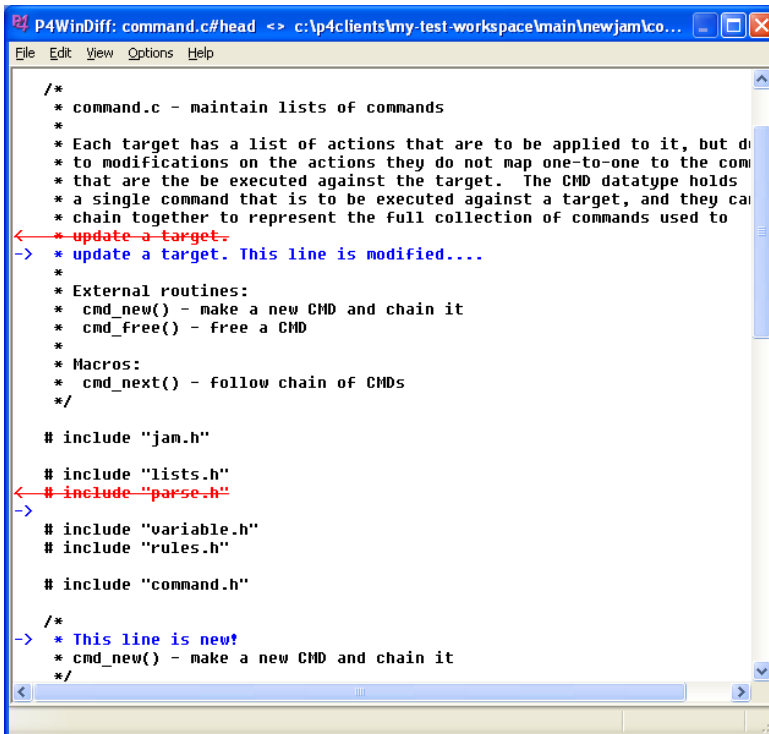 P4 P4WinDiff: command.c#head <> c:\p4clients\my-test-workspace\main\newjam\co...
File Edit View Options Help
/*
* command.c - maintain lists of commands
*
* Each target has a list of actions that are to be applied to it, but
* to modifications on the actions they do not map one-to-one to the
* that are the be executed against the target. The CMD datatype holds
* a single command that is to be executed against a target, and they
* chain together to represent the full collection of commands used to
<- * update a target.
-> * update a target. This line is modified....
*
* External routines:
* cmd_new() - make a new CMD and chain it
* cmd_free() - free a CMD
*
* Macros:
* cmd_next() - follow chain of CMDs
*/
# include "jam.h"
# include "lists.h"
<- # include "parse.h"
->
# include "variable.h"
# include "rules.h"
# include "command.h"
/*
-> * This line is new!
* cmd_new() - make a new CMD and chain it
*/